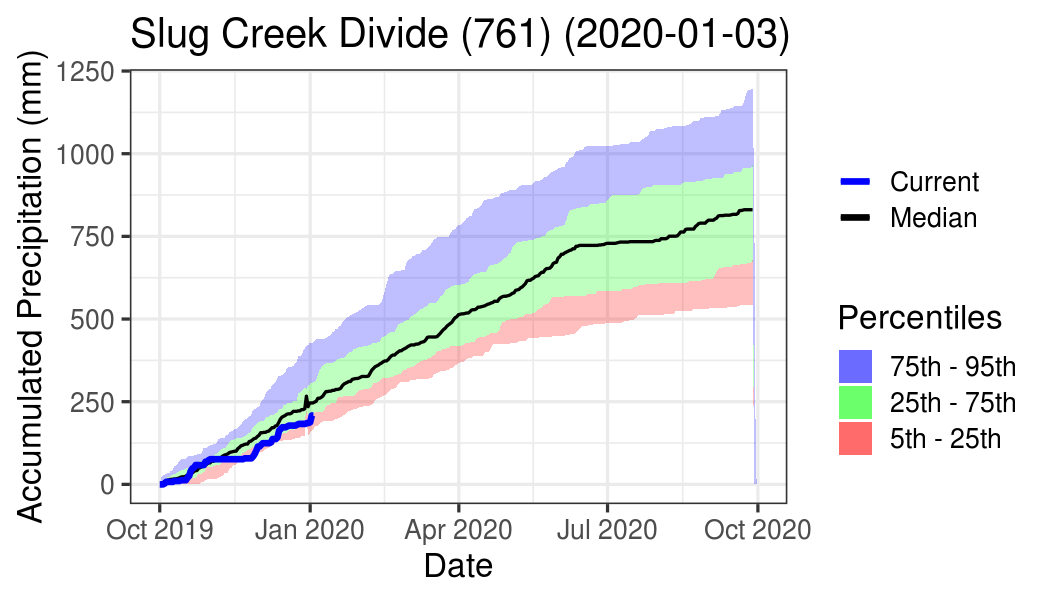 Slug Creek Divide (761) (2020-01-03)
Accumulated Precipitation (mm)
1250
1000
750
500
250
0
Oct 2019 Jan 2020 Apr 2020 Jul 2020 Oct 2020
Date
Current
Median
Percentiles
75th - 95th
25th - 75th
5th - 25th